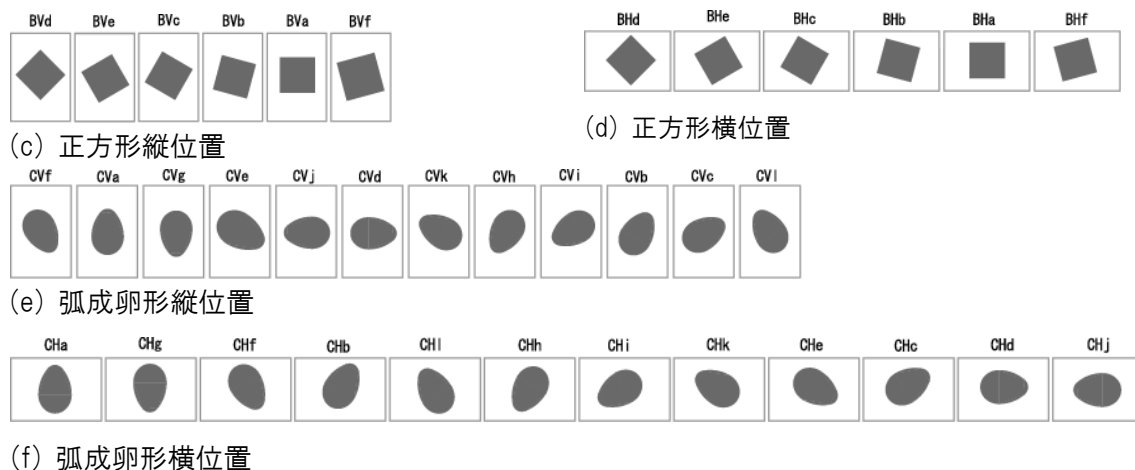 BVd BVe BVc BVb BVa BVf
(c) 正方形縦位置
BHd BHe BHc BHb BHa BHf
(d) 正方形横位置
CVf CVa CVg CVe CVj CVd CVk CVh CVi CVb CVc CVl
(e) 弧成卵形縦位置
CHa CHg CHf CHb CHl CHh CHi CHk CHe CHc CHd CHj
(f) 弧成卵形横位置